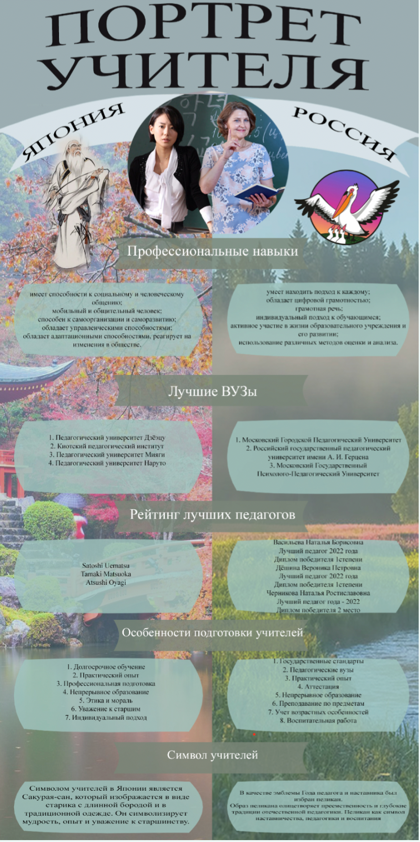 ПОРТРЕТ
УЧИТЕЛЯ
ЯПОНИЯ
РОССИЯ
Профессиональные навыки
имеет способности к социальному и человеческому
общению;
мобильный и общительный человек;
способен к самоорганизации и саморазвитию;
обладает управленческими способностями;
обладает адаптационными способностями, реагирует на
изменения в обществе.
умеет находить подход к каждому;
обладает цифровой грамотностью;
грамотная речь;
индивидуальный подход к обучающимся;
активное участие в жизни образовательного учреждения и
его развитии;
использование различных методов оценки и анализа.
Лучшие ВУЗы
1. Педагогический университет Дзёцу
2. Киотский педагогический институт
3. Педагогический университет Мияги
4. Педагогический университет Наруто
1. Московский Городской Педагогический Университет
2. Российский государственный педагогический
университет имени А. И. Герцена
3. Московский Государственный
Психолого-Педагогический Университет
Рейтинг лучших педагогов
Satoshi Uematsu
Tamaki Matsuoka
Atsushi Oyagi
Васильева Наталья Борисовна
Лучший педагог 2022 года
Диплом победителя 1степени
Дёшина Вероника Петровна
Лучший педагог 2022 года
Диплом победителя 1степени
Наталья Ростиславовна
Лучший педагог года - 2022
Диплом победителя 2 место
Особенности подготовки учителей
1. Долгосрочное обучение
2. Практический опыт
3. Профессиональная подготовка
4. Непрерывное образование
5. Этика и мораль
6. Уважение к старшим
7. Индивидуальный подход
1. Государственные стандарты
2. Педагогические вузы
3. Практический опыт
4. Аттестация
5. Непрерывное образование
6. Преподавание по предметам
7. Учет возрастных особенностей
8. Воспитательная работа
Символ учителей
Символом учителей в Японии является
Сакурая-сан, который изображается в виде
старика с длинной бородой и в
традиционной одежде. Он символизирует
мудрость, опыт и уважение к старшинству.
В качестве эмблемы Года педагога и наставника был
избран пеликан.
Образ пеликана олицетворяет преемственность и глубокие
традиции отечественной педагогики. Пеликан как символ
наставничества, педагогики и воспитания